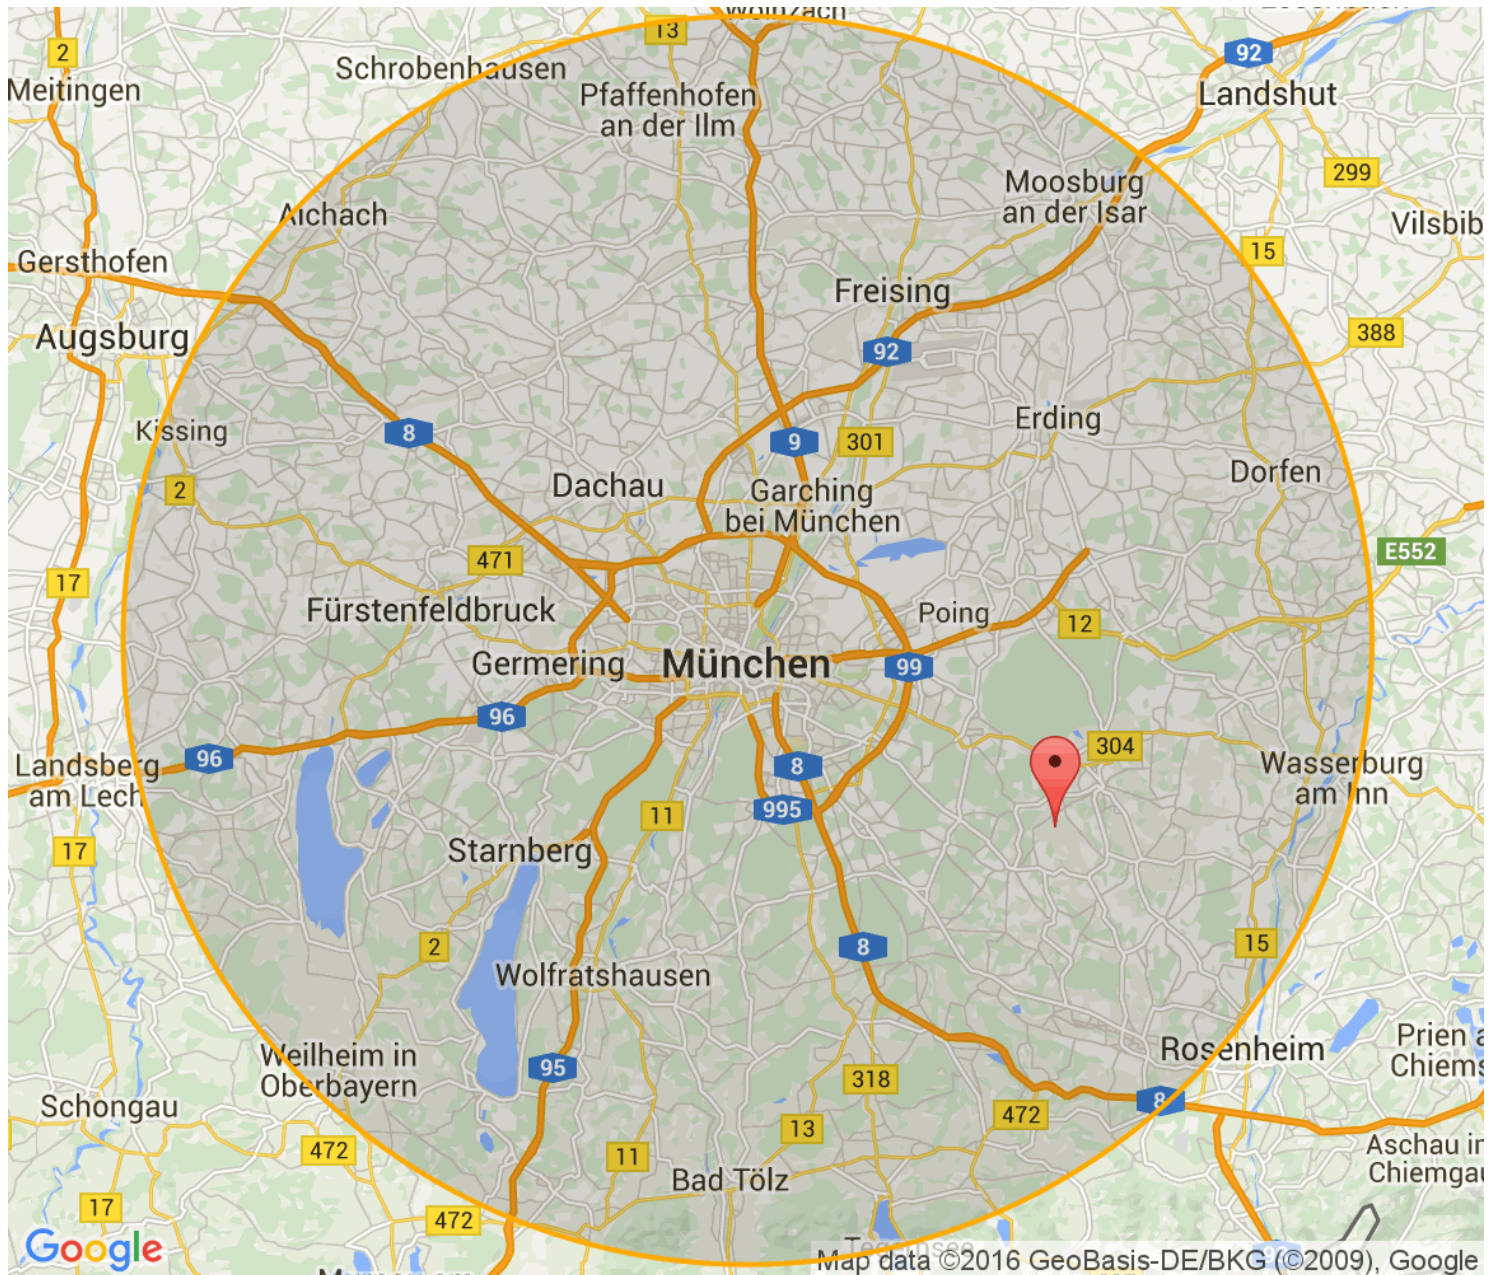 Wolnzach
13
2
92
Schrobenhausen
Meitingen
Pfaffenhofen
an der Ilm
Landshut
299
Moosburg
an der Isar
Aichach
Vilsbib
15
Gersthofen
Freising
Augsburg
388
92
Erding
Kissing
8
9
301
Dorfen
2
Dachau
Garching
bei München
E552
471
17
Fürstenfeldbruck
Poing
12
Germering
München
99
96
304
96
8
Landsberg
am Lech
Wasserburg
am Inn
995
11
17
Starnberg
2
8
15
Wolfratshausen
Weilheim in
Oberbayern
Rosenheim
Prien a
Chiems
95
318
8
Schongau
472
13
472
Aschau in
Chiemgau
11
Bad Tölz
17
472
Google
Tegernsee
Map data ©2016 GeoBasis-DE/BKG (©2009), Google